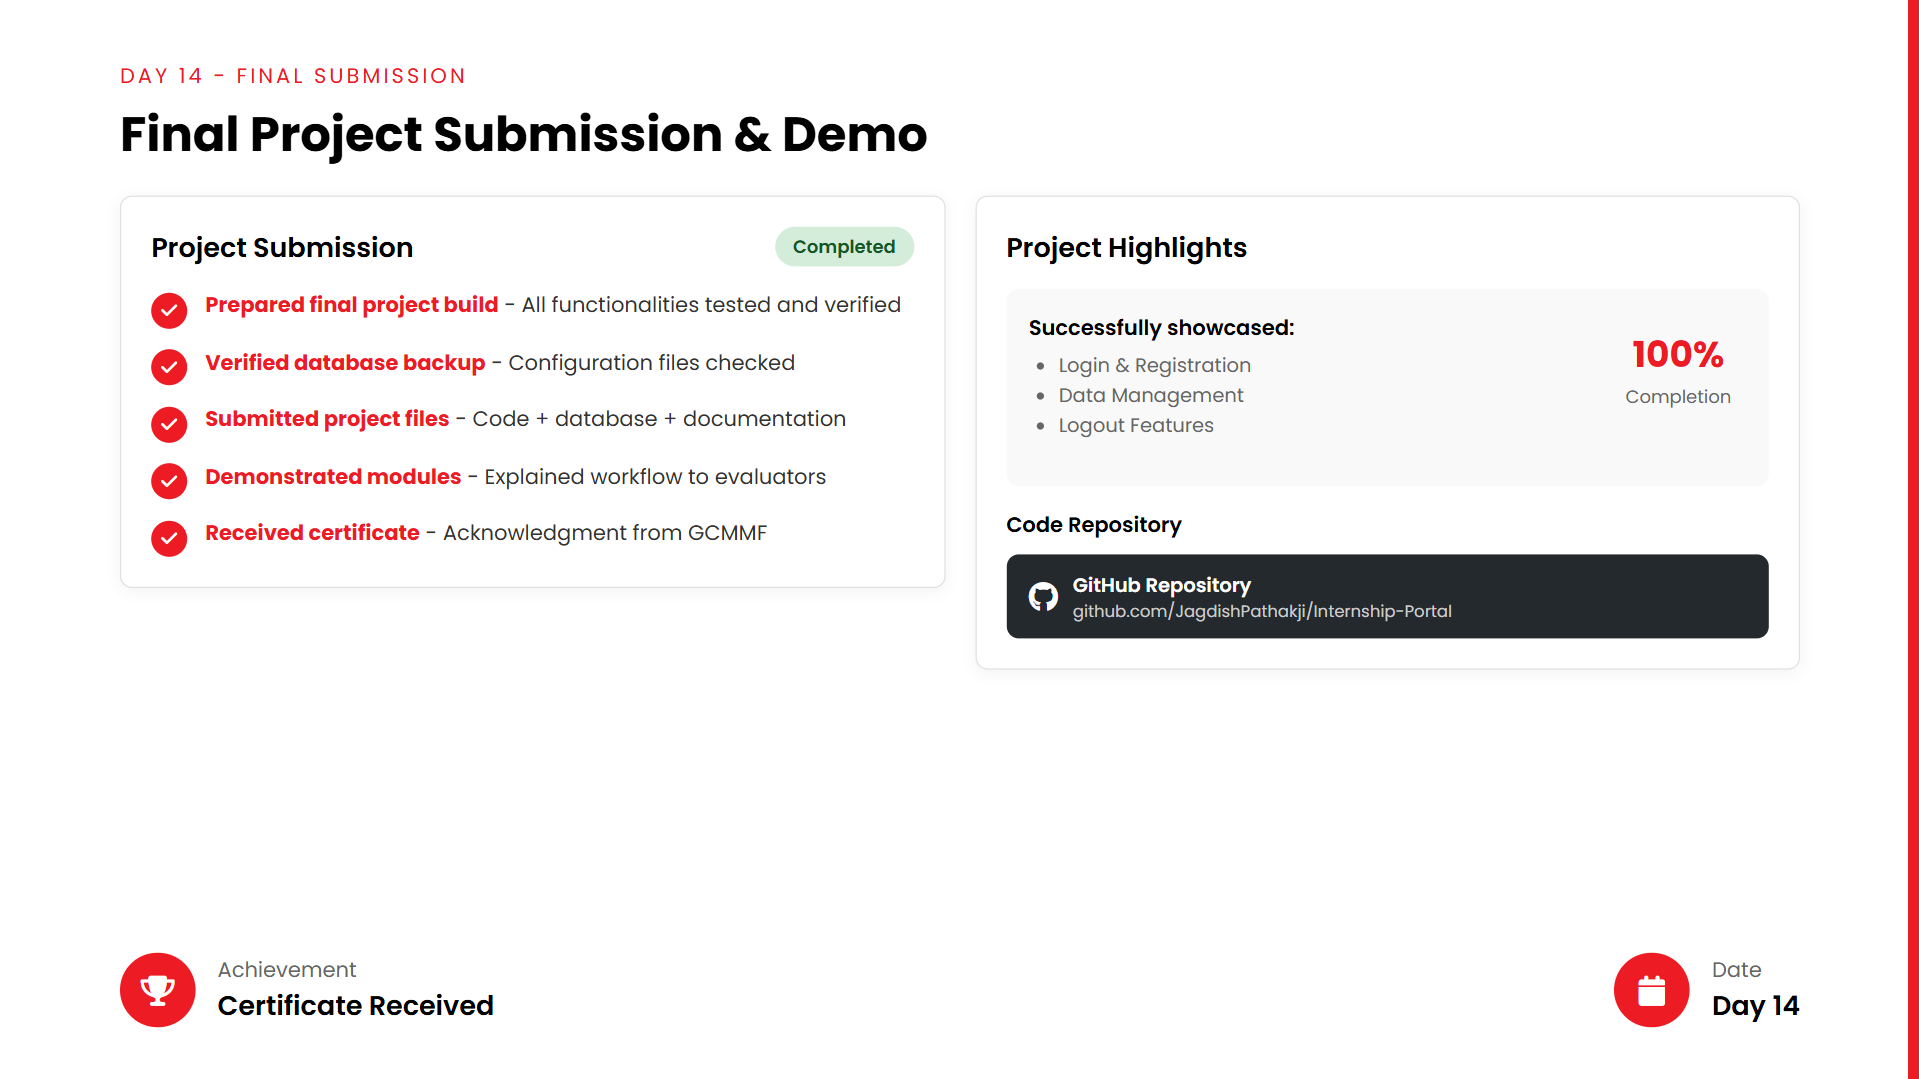 DAY 14 - FINAL SUBMISSION
Final Project Submission & Demo
Project Submission
Completed
Prepared final project build - All functionalities tested and verified
Verified database backup - Configuration files checked
Submitted project files - Code + database + documentation
Demonstrated modules - Explained workflow to evaluators
Received certificate - Acknowledgment from GCMMF
Project Highlights
Successfully showcased:
• Login & Registration
• Data Management
• Logout Features
100%
Completion
Code Repository
GitHub Repository
github.com/JagdishPathakji/Internship-Portal
Achievement
Certificate Received
Date
Day 14